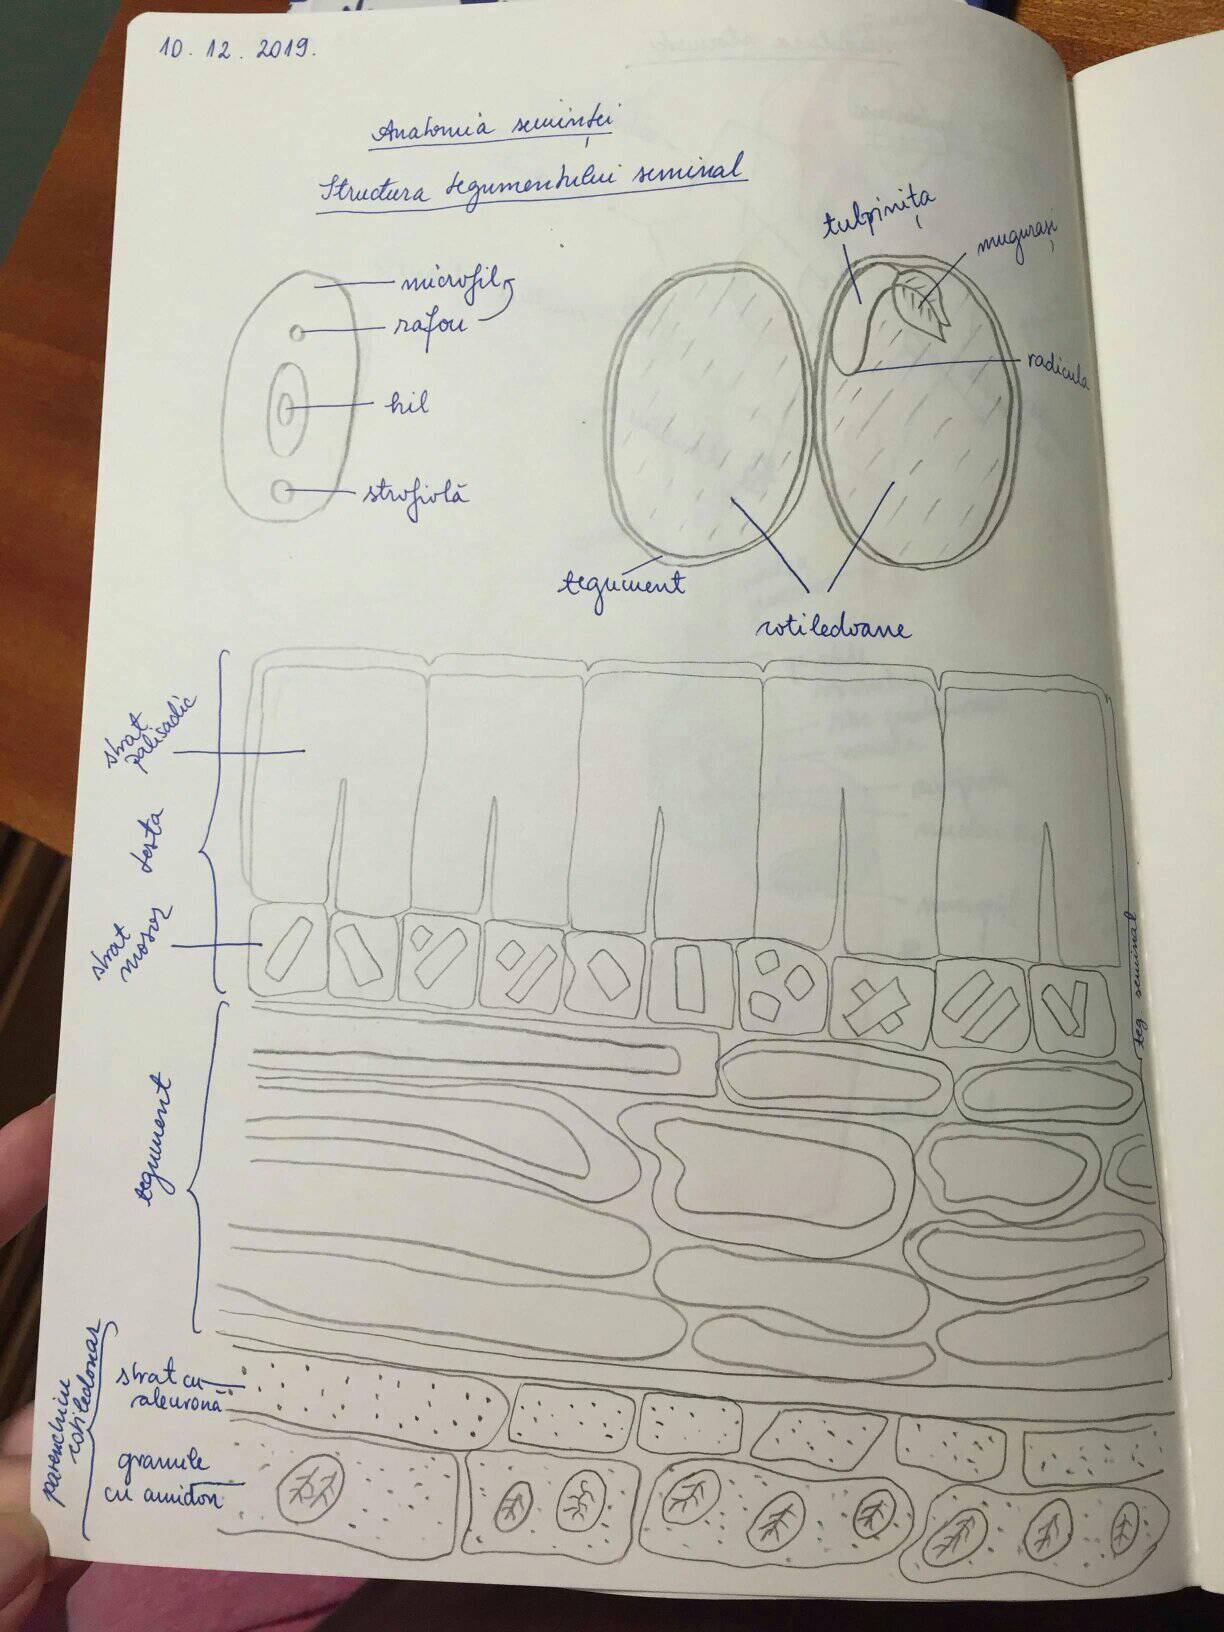 10. 12. 2019.
Anatomia seminței
Structura tegumentului seminal
microfil
rafou
hil
strofiolă
tulpinița
mugurași
radicula
tegument
cotiledoane
strat
palisadic
testa
strat
mosor
teg seminal
tegument
parenchim
cotiledonar
strat cu
aleuronă
granule
cu amidon